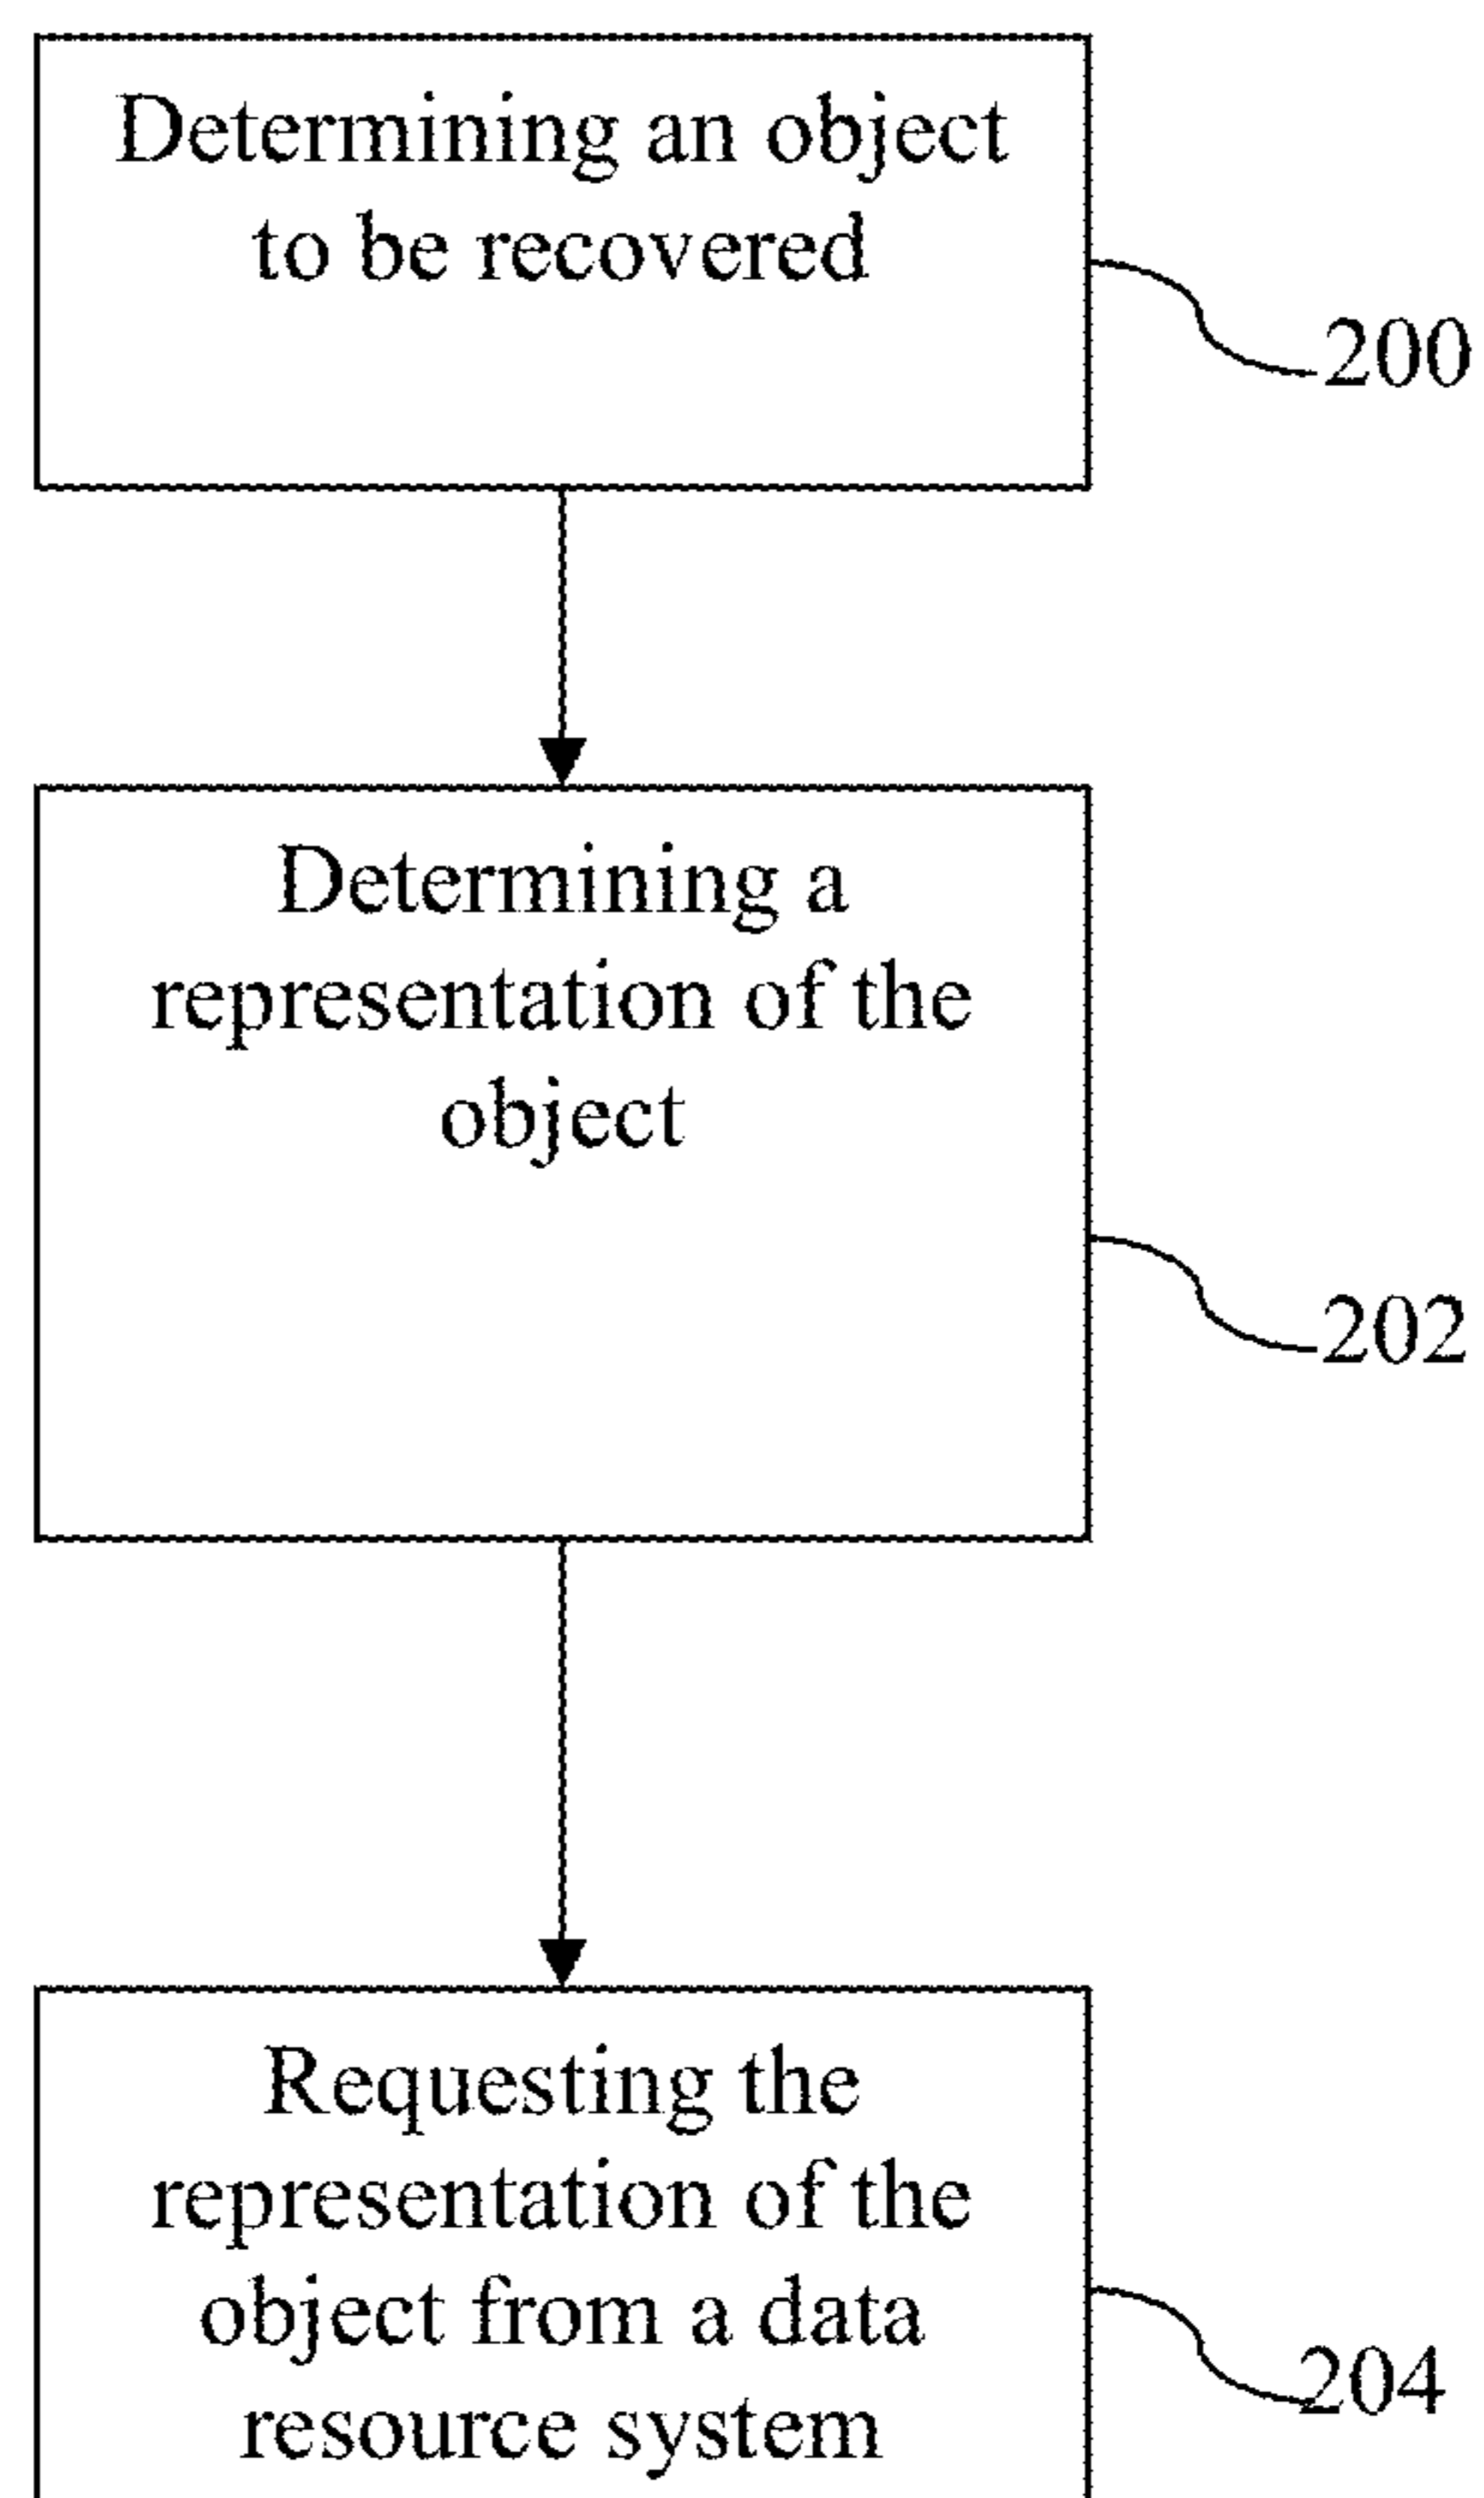 Determining an object
to be recovered
200
Determining a
representation of the
object
202
Requesting the
representation of the
object from a data
resource system
204